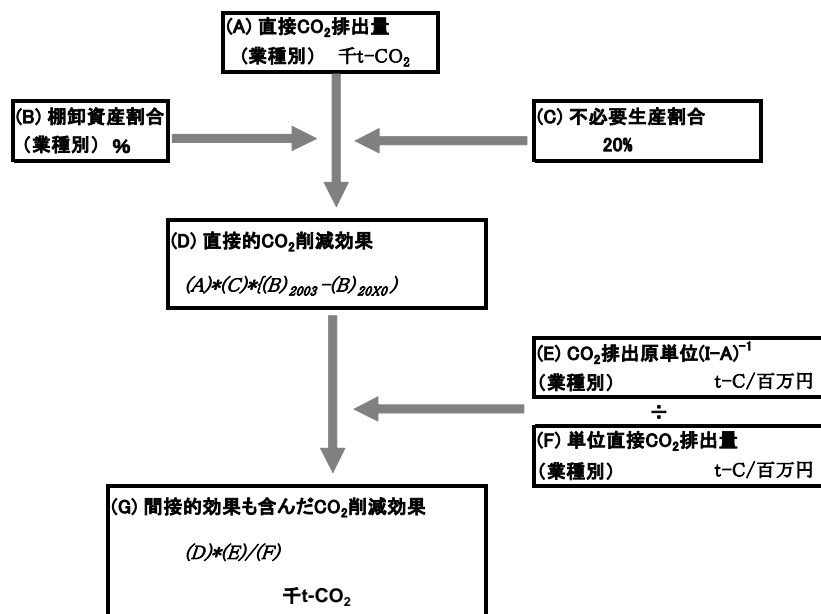 (A) 直接CO₂排出量
（業種別） 千t-CO₂
(B) 棚卸資産割合
（業種別） %
(C) 不必要生産割合
20%
(D) 直接的CO₂削減効果
(A)*(C)*{(B)₂₀₀₃-(B)₂₀ₓ₀)
(E) CO₂排出原単位(I-A)⁻¹
（業種別） t-C/百万円
÷
(F) 単位直接CO₂排出量
（業種別） t-C/百万円
(G) 間接的効果も含んだCO₂削減効果
(D)*(E)/(F)
千t-CO₂